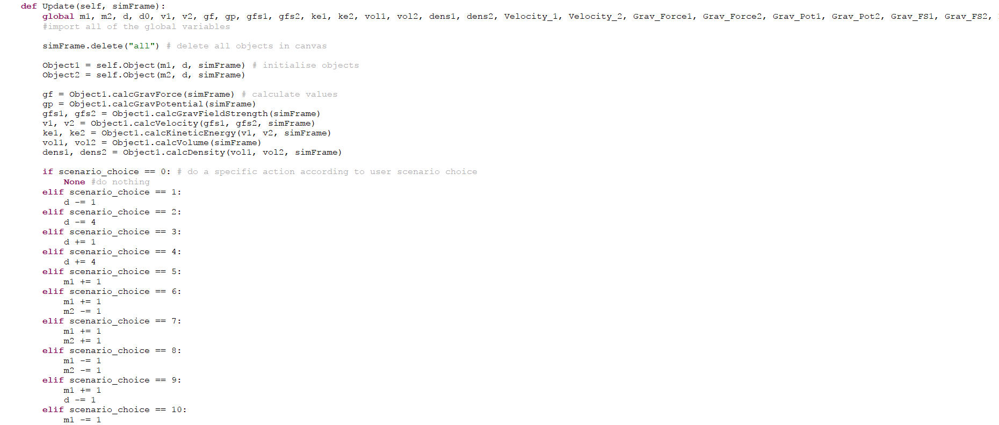 def Update(self, simFrame):
global m1, m2, d, d0, v1, v2, gf, gp, gfs1, gfs2, ke1, ke2, vol1, vol2, dens1, dens2, Velocity_1, Velocity_2, Grav_Force1, Grav_Force2, Grav_Pot1, Grav_Pot2, Grav_FS1, Grav_FS2,
#import all of the global variables
simFrame.delete("all") # delete all objects in canvas
Object1 = self.Object(m1, d, simFrame) # initialise objects
Object2 = self.Object(m2, d, simFrame)
gf = Object1.calcGravForce(simFrame) # calculate values
gp = Object1.calcGravPotential(simFrame)
gfs1, gfs2 = Object1.calcGravFieldStrength(simFrame)
v1, v2 = Object1.calcVelocity(gfs1, gfs2, simFrame)
ke1, ke2 = Object1.calcKineticEnergy(v1, v2, simFrame)
vol1, vol2 = Object1.calcVolume(simFrame)
dens1, dens2 = Object1.calcDensity(vol1, vol2, simFrame)
if scenario_choice == 0: # do a specific action according to user scenario choice
None #do nothing
elif scenario_choice == 1:
d -= 1
elif scenario_choice == 2:
d -= 4
elif scenario_choice == 3:
d += 1
elif scenario_choice == 4:
d += 4
elif scenario_choice == 5:
m1 += 1
elif scenario_choice == 6:
m1 += 1
m2 -= 1
elif scenario_choice == 7:
m1 += 1
m2 += 1
elif scenario_choice == 8:
m1 -= 1
m2 -= 1
elif scenario_choice == 9:
m1 += 1
d -= 1
elif scenario_choice == 10:
m1 -= 1